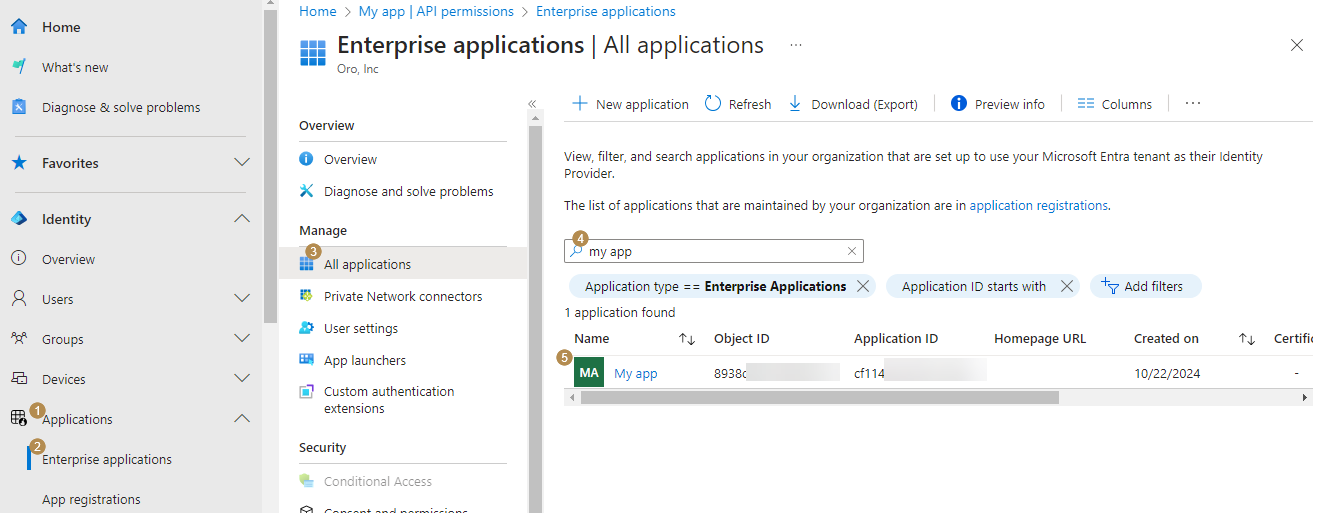 Home
What's new
Diagnose & solve problems
Favorites
Identity
Overview
Users
Groups
Devices
1
Applications
2
Enterprise applications
App registrations
Home > My app | API permissions > Enterprise applications
Enterprise applications | All applications ...
Oro, Inc
Overview
Overview
Diagnose and solve problems
Manage
3
All applications
Private Network connectors
User settings
App launchers
Custom authentication
extensions
Security
Conditional Access
Consent and permissions
New application Refresh Download (Export) Preview info Columns ...
View, filter, and search applications in your organization that are set up to use your Microsoft Entra tenant as their Identity
Provider.
The list of applications that are maintained by your organization are in application registrations.
4
my app
Application type == Enterprise Applications Application ID starts with Add filters
1 application found
Name Object ID Application ID Homepage URL Created on Certific
5
MA My app 8938 cf114 10/22/2024 -